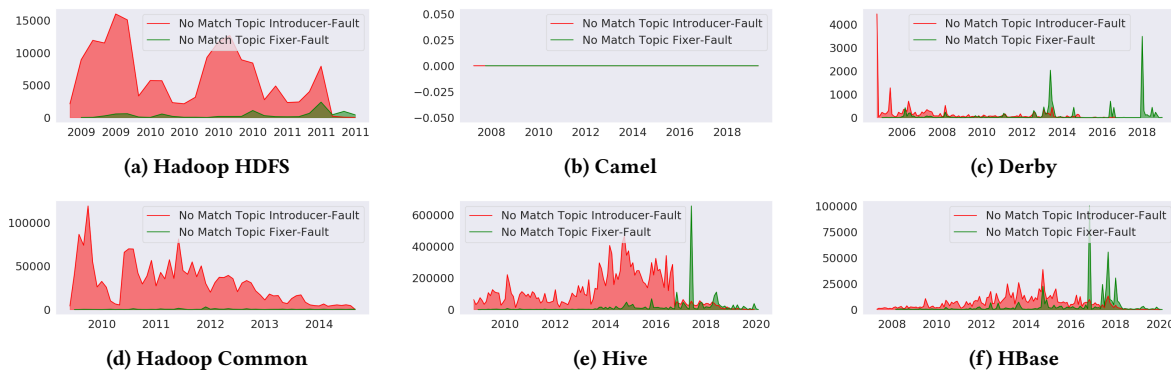 15000
10000
5000
0
No Match Topic Introducer-Fault
No Match Topic Fixer-Fault
2009 2009 2010 2010 2010 2010 2011 2011 2011
(a) Hadoop HDFS
0.050
0.025
0.000
−0.025
−0.050
No Match Topic Introducer-Fault
No Match Topic Fixer-Fault
2008 2010 2012 2014 2016 2018
(b) Camel
4000
3000
2000
1000
0
No Match Topic Introducer-Fault
No Match Topic Fixer-Fault
2006 2008 2010 2012 2014 2016 2018
(c) Derby
100000
50000
0
No Match Topic Introducer-Fault
No Match Topic Fixer-Fault
2010 2011 2012 2013 2014
(d) Hadoop Common
600000
400000
200000
0
No Match Topic Introducer-Fault
No Match Topic Fixer-Fault
2010 2012 2014 2016 2018 2020
(e) Hive
100000
75000
50000
25000
0
No Match Topic Introducer-Fault
No Match Topic Fixer-Fault
2008 2010 2012 2014 2016 2018 2020
(f) HBase